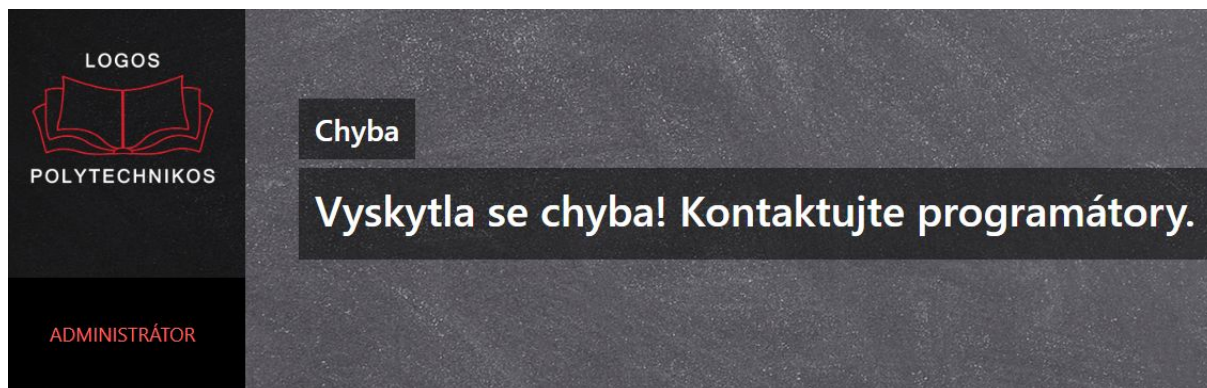 LOGOS
POLYTECHNIKOS
ADMINISTRÁTOR
Chyba
Vyskytla se chyba! Kontaktujte programátory.